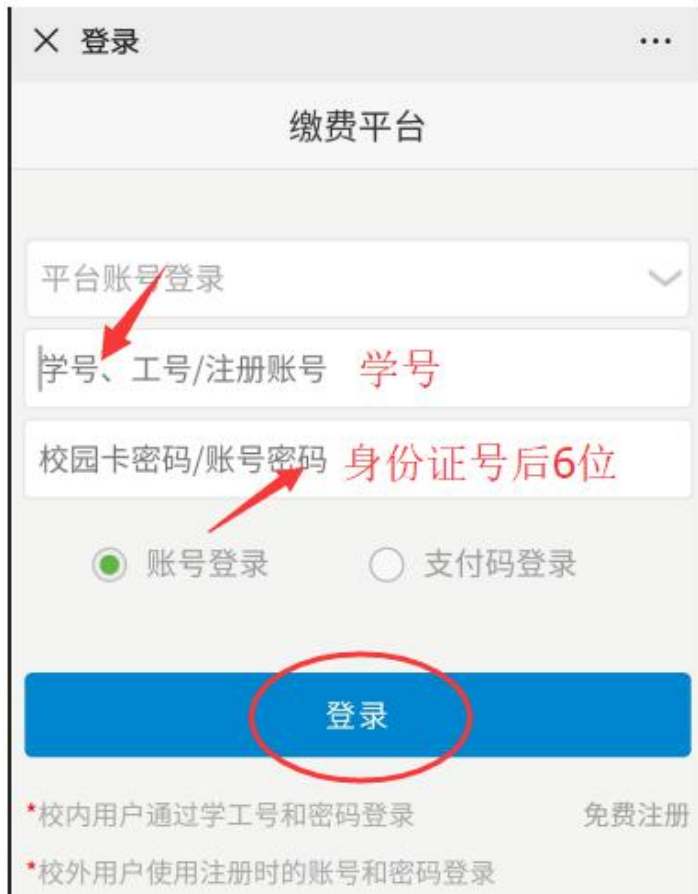 登录
缴费平台
平台账号登录
学号、工号/注册账号 学号
校园卡密码/账号密码 身份证号后6位
账号登录 支付码登录
登录
*校内用户通过学工号和密码登录 免费注册
*校外用户使用注册时的账号和密码登录